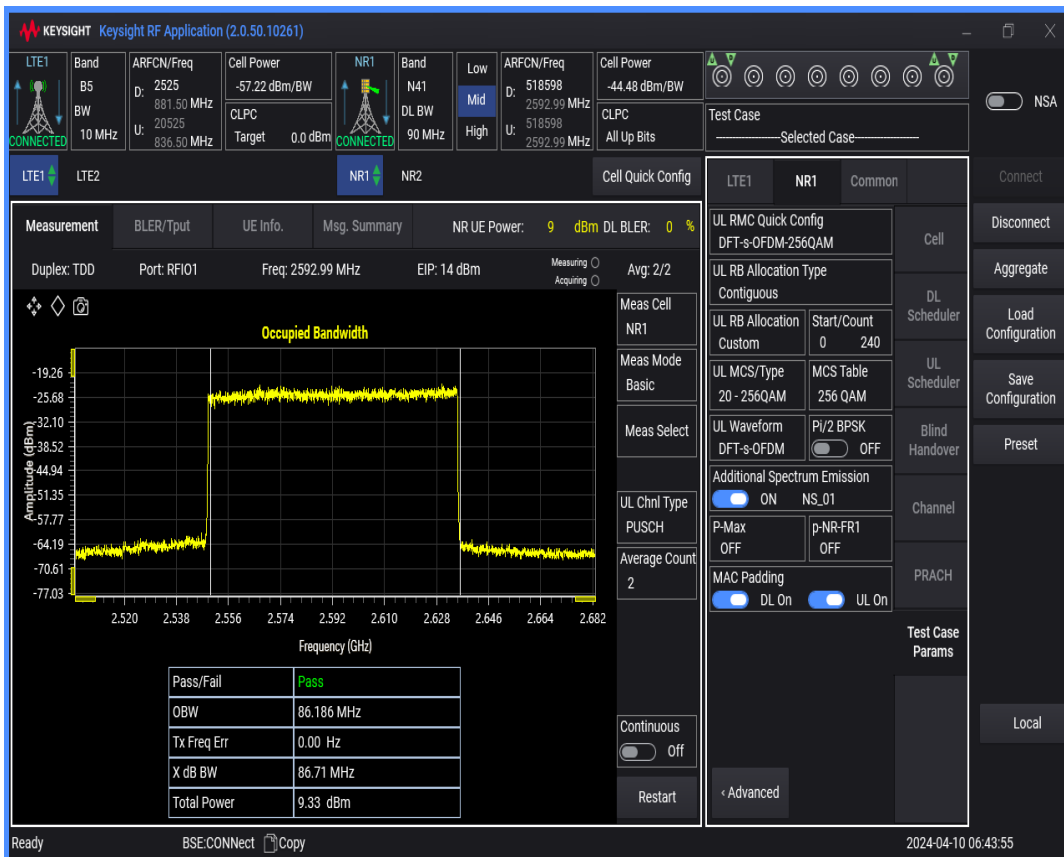 KEYSIGHT Keysight RF Application (2.0.50.10261)
LTE1 Band ARFCN/Freq Cell Power NR1 Band Low ARFCN/Freq Cell Power
B5 D: 2525 -57.22 dBm/BW N41 D: 518598 -44.48 dBm/BW
881.50 MHz Mid 2592.99 MHz
BW CLPC DL BW CLPC Test Case
U: 20525 U: 518598
CONNECTED 10 MHz 836.50 MHz Target 0.0 dBm CONNECTED 90 MHz High 2592.99 MHz All Up Bits
--------------------Selected Case-------------------
NSA
LTE1 LTE2 NR1 NR2 Cell Quick Config
Measurement BLER/Tput UE Info. Msg. Summary NR UE Power: 9 dBm DL BLER: 0 %
Duplex: TDD Port: RFIO1 Freq: 2592.99 MHz EIP: 14 dBm Measuring Avg: 2/2
Acquiring
Occupied Bandwidth
Amplitude (dBm)
-19.26
-25.68
-32.10
-38.52
-44.94
-51.35
-57.77
-64.19
-70.61
-77.03
2.520 2.538 2.556 2.574 2.592 2.610 2.628 2.646 2.664 2.682
Frequency (GHz)
Pass/Fail Pass
OBW 86.186 MHz
Tx Freq Err 0.00 Hz
X dB BW 86.71 MHz
Total Power 9.33 dBm
Meas Cell
NR1
Meas Mode
Basic
Meas Select
UL Chnl Type
PUSCH
Average Count
2
Continuous
Off
Restart
LTE1 NR1 Common
UL RMC Quick Config
DFT-s-OFDM-256QAM
UL RB Allocation Type
Contiguous
UL RB Allocation Start/Count
Custom 0 240
UL MCS/Type MCS Table
20 - 256QAM 256 QAM
UL Waveform Pi/2 BPSK
DFT-s-OFDM OFF
Additional Spectrum Emission
ON NS_01
P-Max p-NR-FR1
OFF OFF
MAC Padding
DL On UL On
‹ Advanced
Cell
DL
Scheduler
UL
Scheduler
Blind
Handover
Channel
PRACH
Test Case
Params
Connect
Disconnect
Aggregate
Load
Configuration
Save
Configuration
Preset
Local
Ready BSE:CONNect Copy 2024-04-10 06:43:55